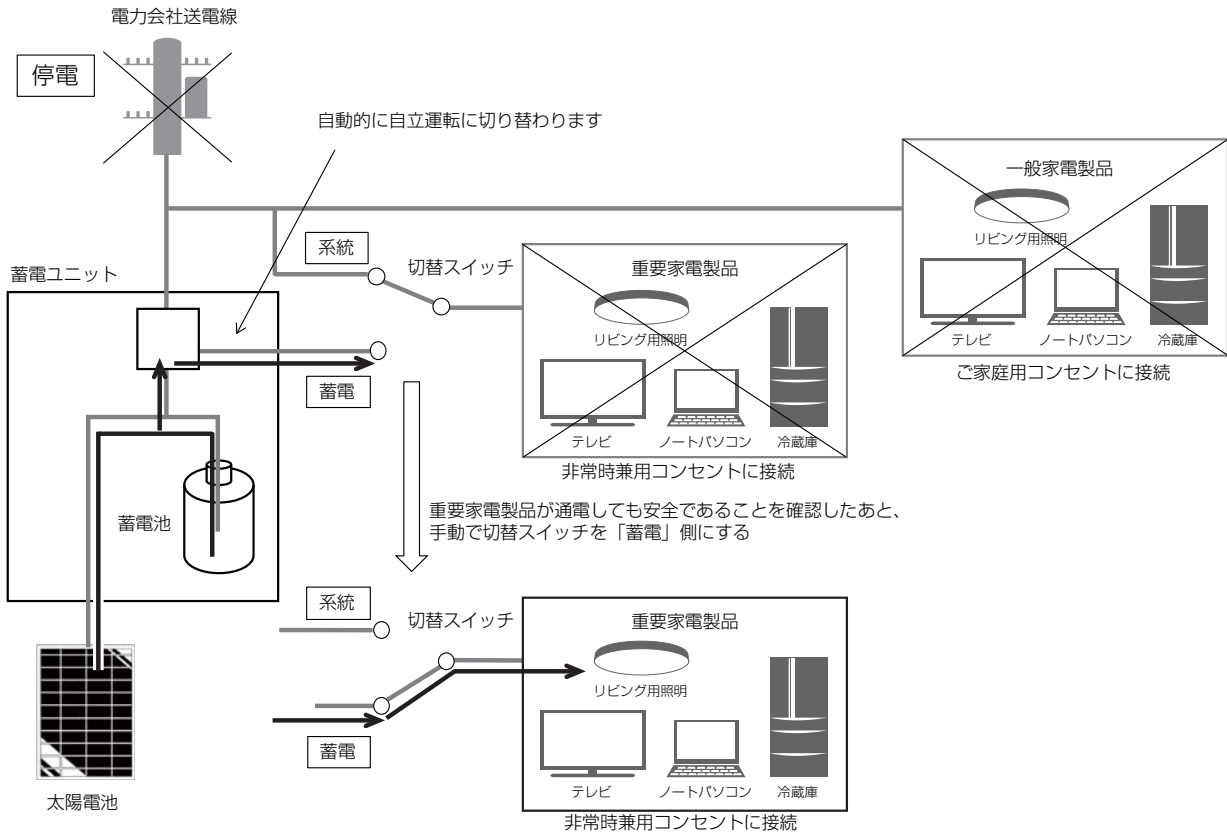 電力会社送電線
停電
自動的に自立運転に切り替わります
一般家電製品
リビング用照明
テレビ
ノートパソコン
冷蔵庫
ご家庭用コンセントに接続
系統
切替スイッチ
重要家電製品
リビング用照明
テレビ
ノートパソコン
冷蔵庫
非常時兼用コンセントに接続
蓄電ユニット
蓄電
蓄電池
重要家電製品が通電しても安全であることを確認したあと、
手動で切替スイッチを「蓄電」側にする
系統
切替スイッチ
重要家電製品
リビング用照明
テレビ
ノートパソコン
冷蔵庫
蓄電
非常時兼用コンセントに接続
太陽電池